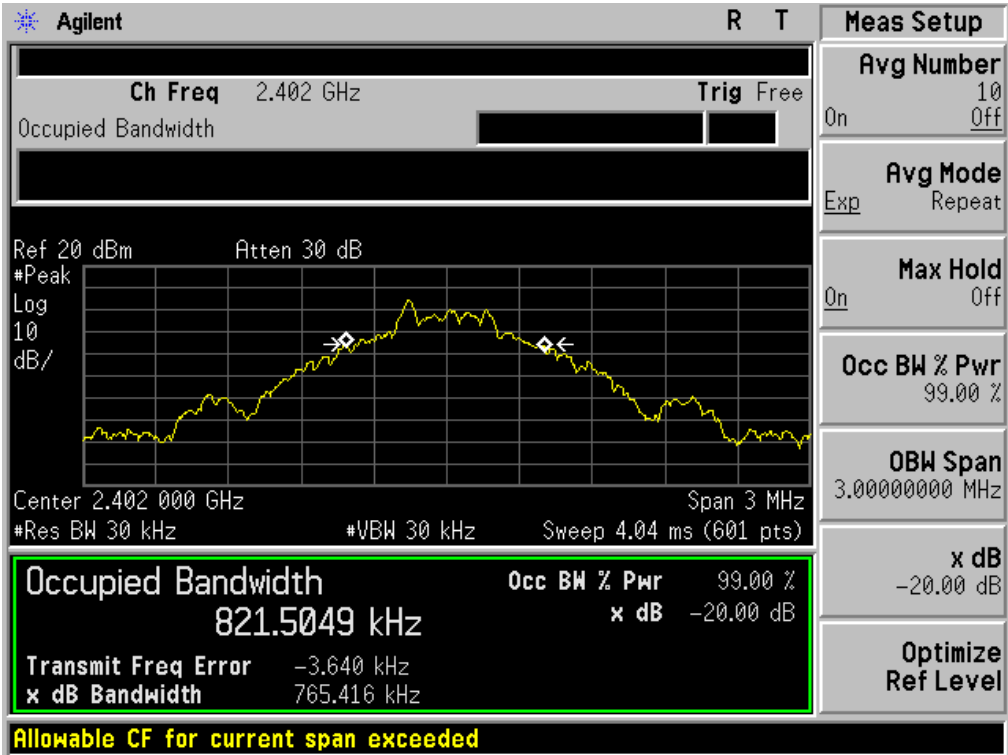 Agilent R T
Ch Freq 2.402 GHz Trig Free
Occupied Bandwidth
Ref 20 dBm Atten 30 dB
#Peak
Log
10
dB/
Center 2.402 000 GHz Span 3 MHz
#Res BW 30 kHz #VBW 30 kHz Sweep 4.04 ms (601 pts)
Occupied Bandwidth
821.5049 kHz
Occ BW % Pwr 99.00 %
x dB -20.00 dB
Transmit Freq Error -3.640 kHz
x dB Bandwidth 765.416 kHz
Allowable CF for current span exceeded
Meas Setup
Avg Number
10
On Off
Avg Mode
Exp Repeat
Max Hold
On Off
Occ BW % Pwr
99.00 %
OBW Span
3.00000000 MHz
x dB
-20.00 dB
Optimize
Ref Level